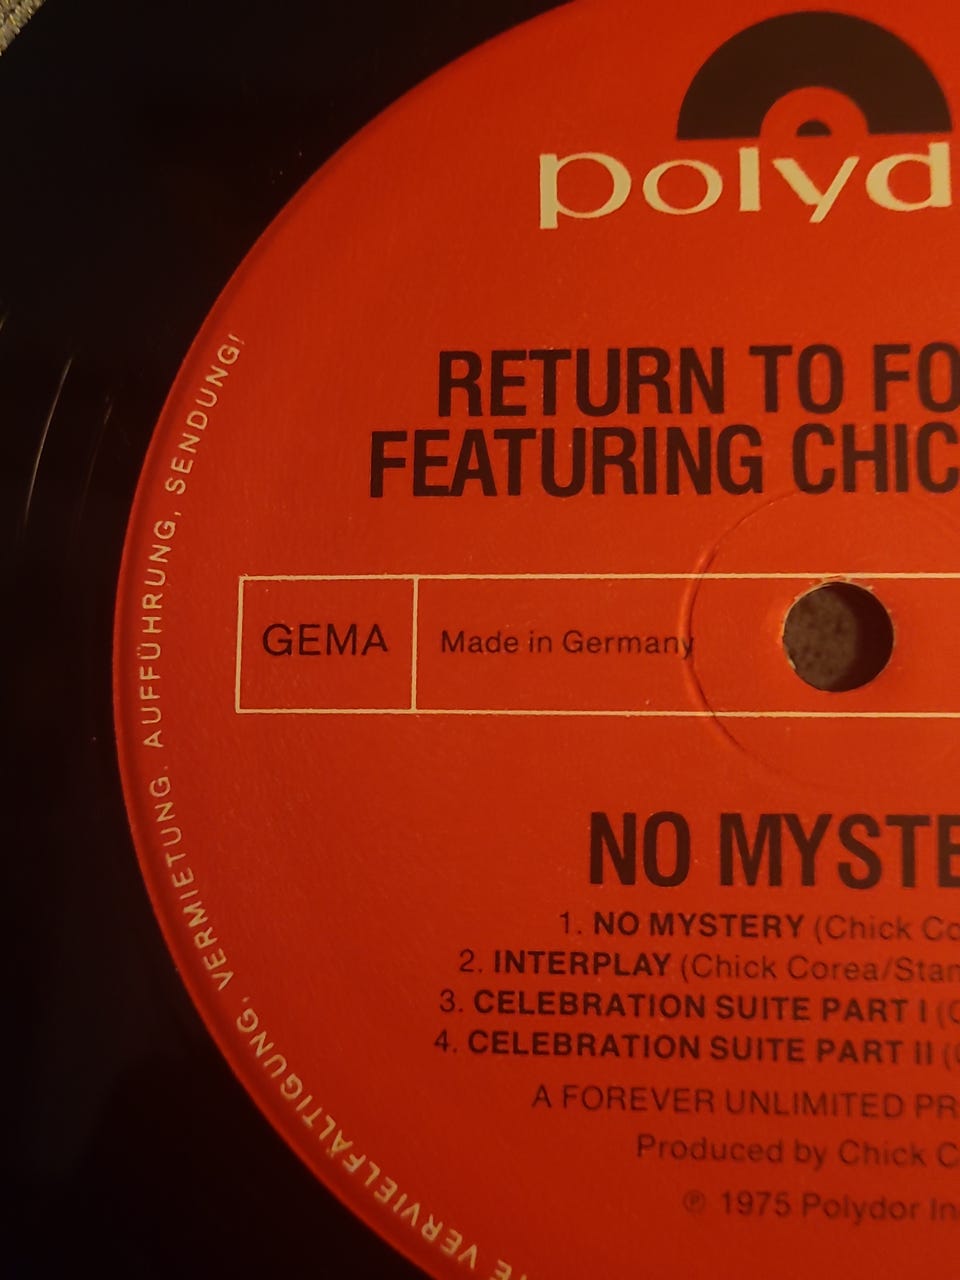 polyd
RETURN TO FO
FEATURING CHIC
GEMA
Made in Germany
NO MYSTE
1. NO MYSTERY (Chick Co
2. INTERPLAY (Chick Corea/Stan
3. CELEBRATION SUITE PART I (C
4. CELEBRATION SUITE PART II (C
A FOREVER UNLIMITED PR
Produced by Chick C
℗ 1975 Polydor In
TE VERVIELFÄLTIGUNG, VERMIETUNG, AUFFÜHRUNG, SENDUNG!